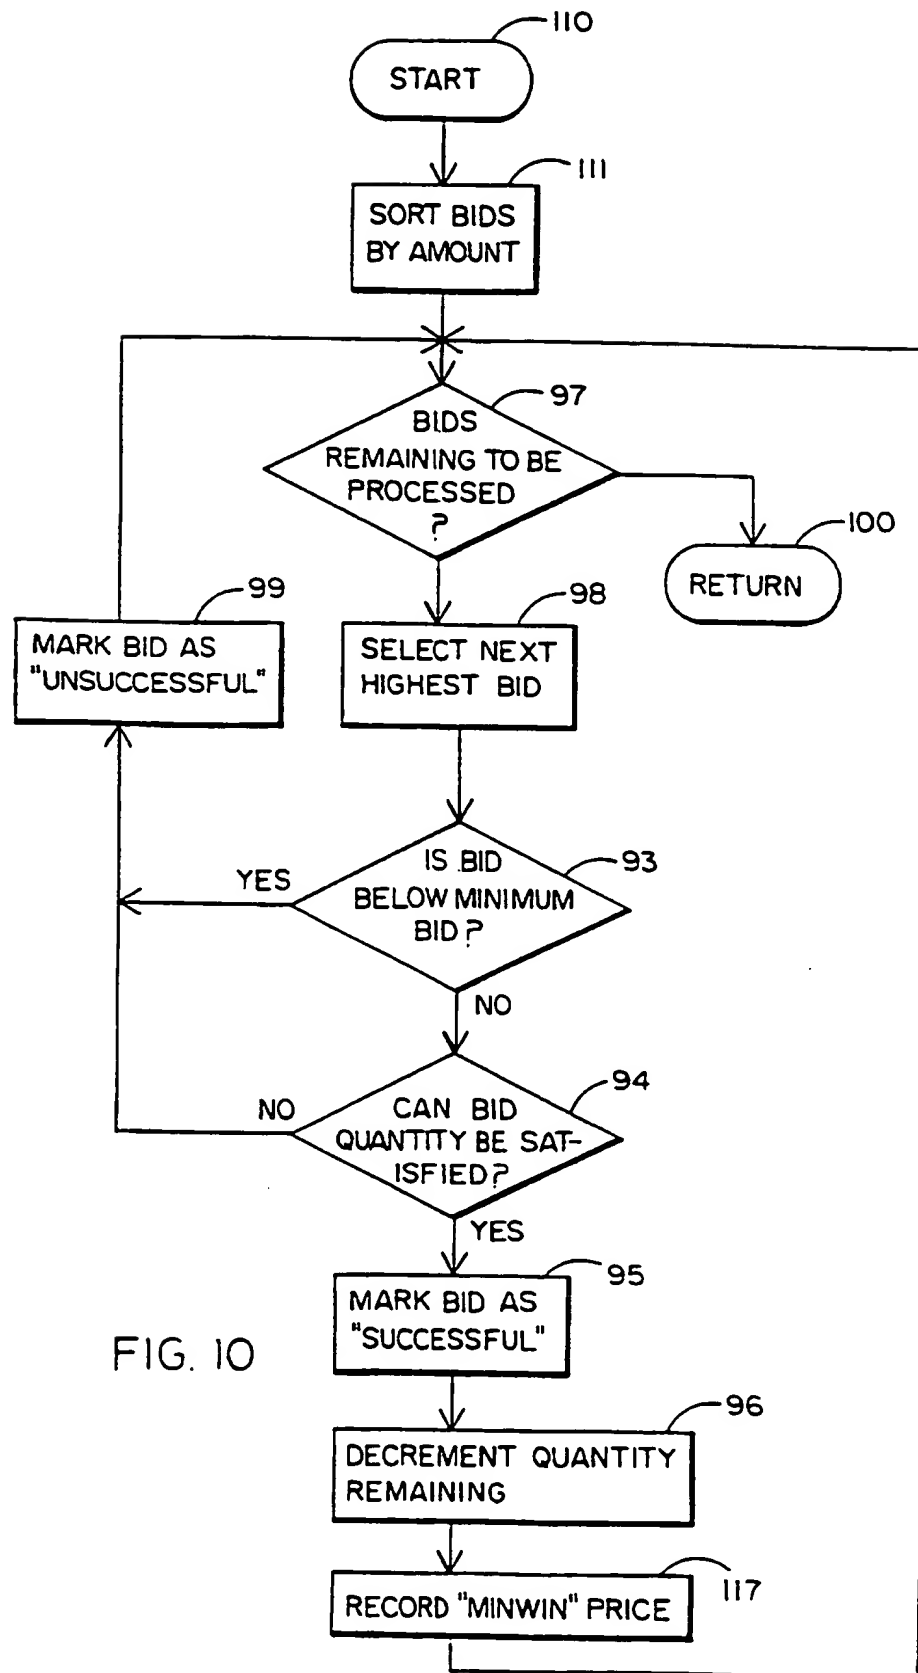 110
START
111
SORT BIDS
BY AMOUNT
97
BIDS
REMAINING TO BE
PROCESSED
?
100
RETURN
99
MARK BID AS
"UNSUCCESSFUL"
98
SELECT NEXT
HIGHEST BID
93
IS BID
BELOW MINIMUM
BID?
YES
NO
94
CAN BID
QUANTITY BE SAT-
ISFIED?
NO
YES
95
MARK BID AS
"SUCCESSFUL"
FIG. 10
96
DECREMENT QUANTITY
REMAINING
117
RECORD "MINWIN" PRICE